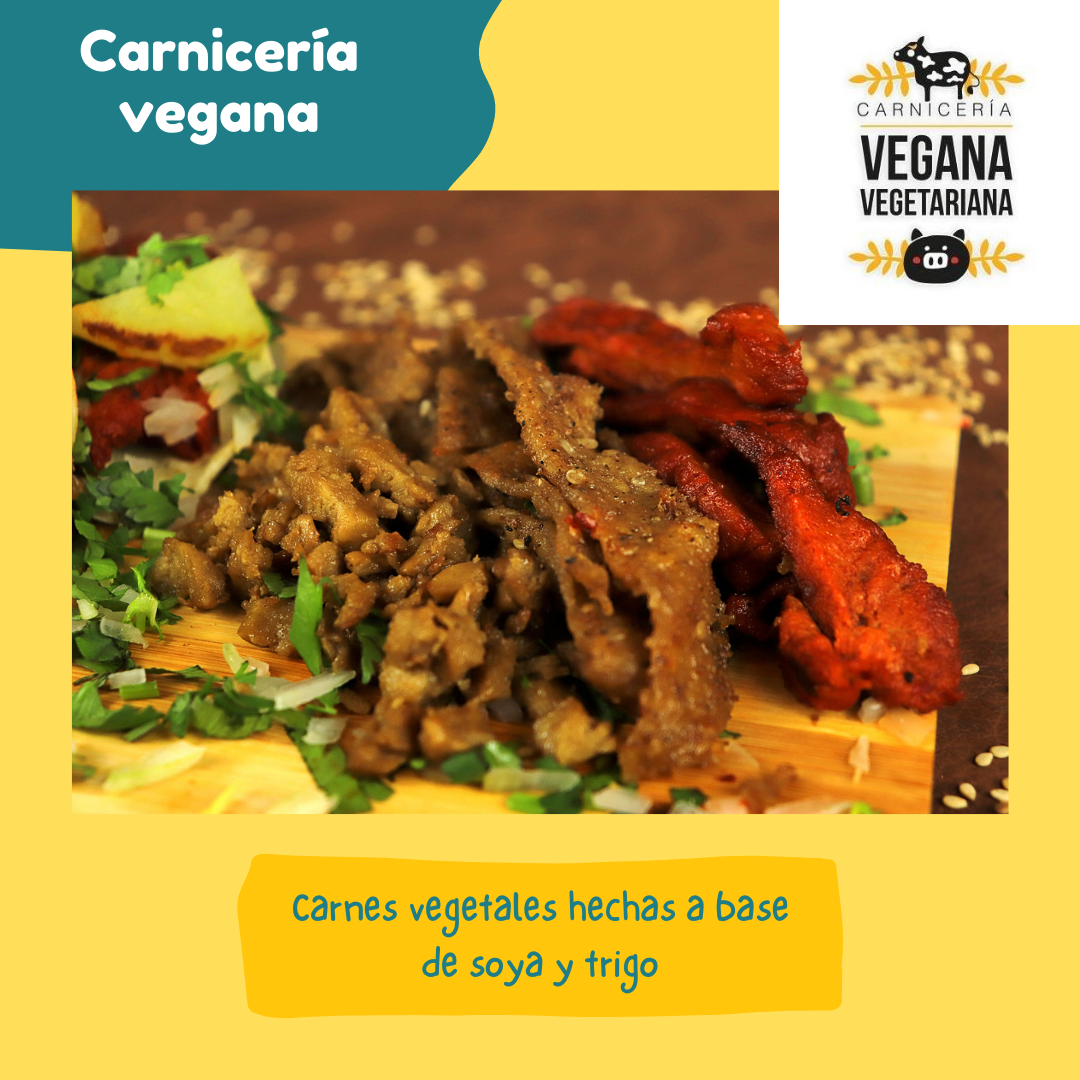 Carnicería
vegana
CARNICERÍA
VEGANA
VEGETARIANA
Carnes vegetales hechas a base
de soya y trigo